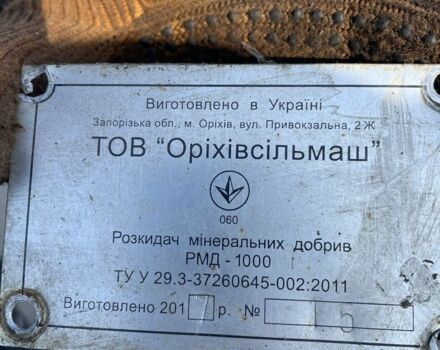 Виготовлено в Україні
Запорізька обл., м. Оріхів, вул. Привокзальна, 2 Ж
ТОВ "Оріхівсільмаш"
060
Розкидач мінеральних добрив
РМД - 1000
ТУ У 29.3-37260645-002:2011
Виготовлено 201 р. №